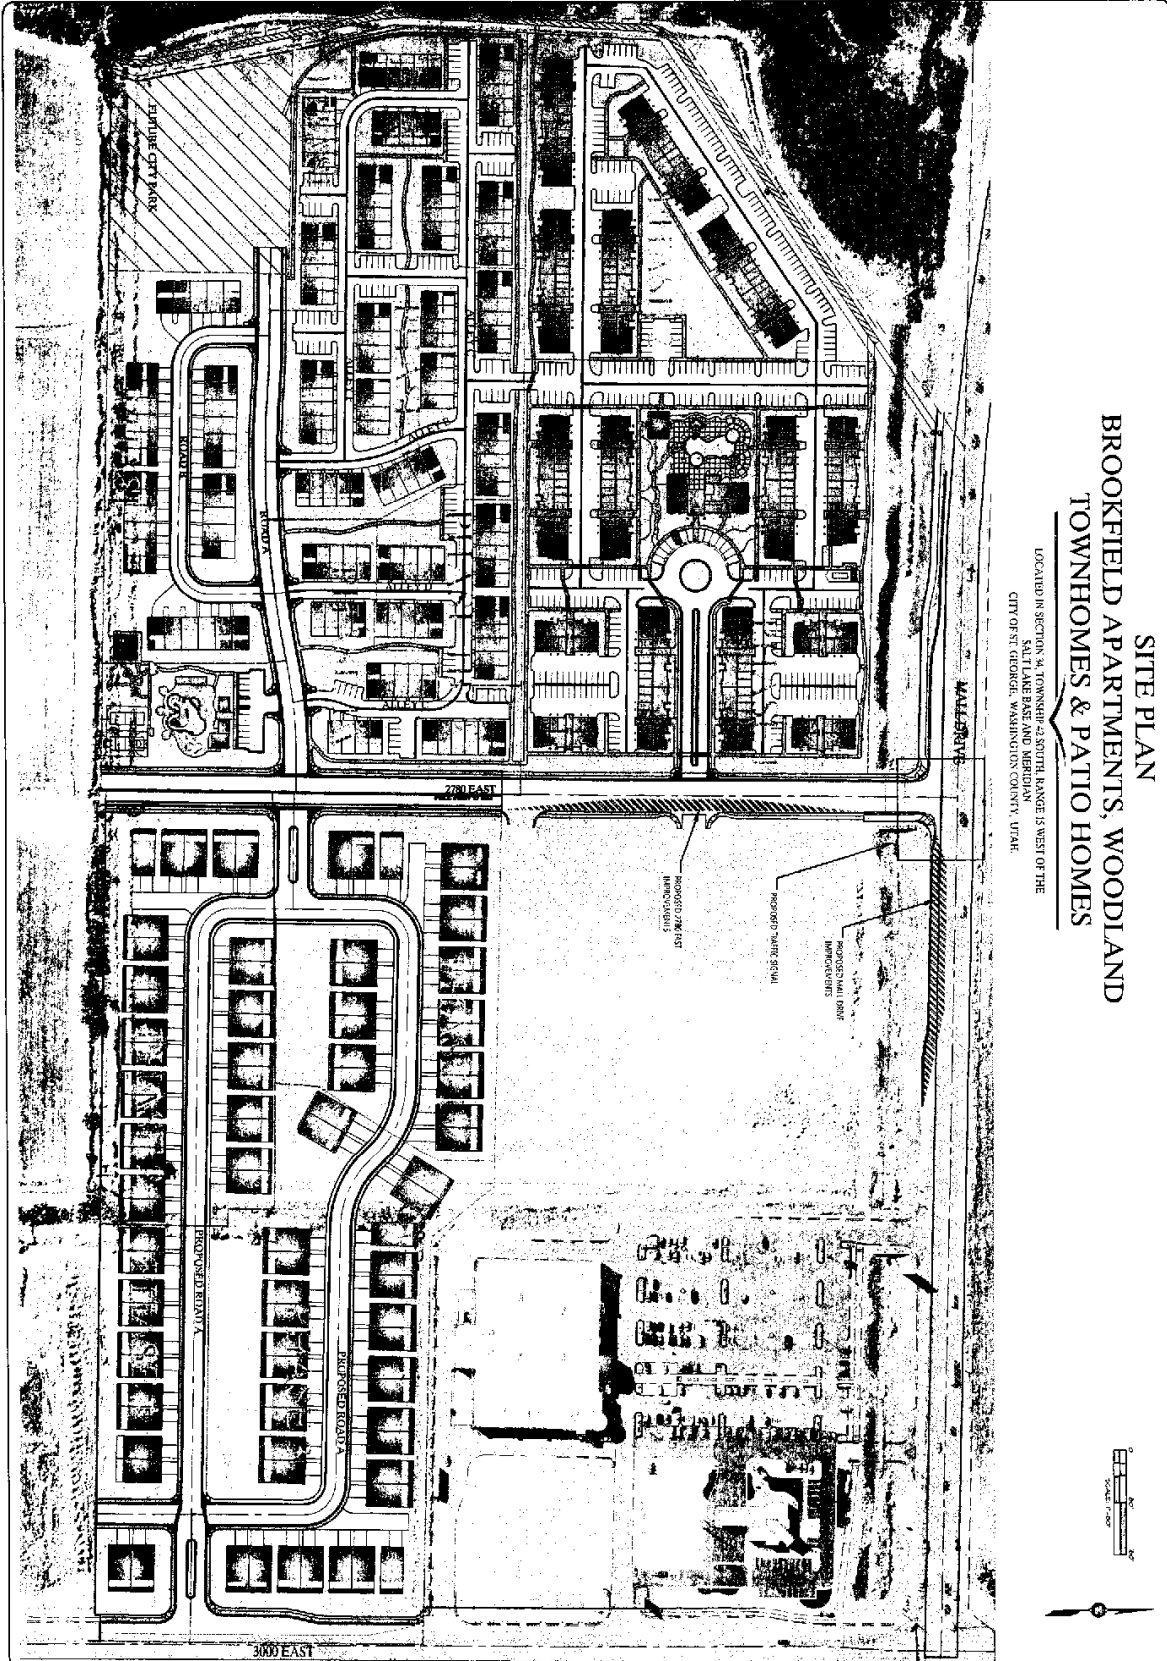 SITE PLAN
BROOKFIELD APARTMENTS, WOODLAND
TOWNHOMES & PATIO HOMES
LOCATED IN SECTION 34, TOWNSHIP 42 SOUTH, RANGE 15 WEST OF THE
SALT LAKE BASE AND MERIDIAN
CITY OF ST. GEORGE, WASHINGTON COUNTY, UTAH.
FUTURE CITY PARK
MALL DRIVE
ROAD A
ALLEY D
2780 EAST
PROPOSED 2780 EAST
IMPROVEMENTS
PROPOSED TRAFFIC SIGNAL
PROPOSED MALL DRIVE
IMPROVEMENTS
PROPOSED ROAD A
PROPOSED ROAD A
3000 EAST